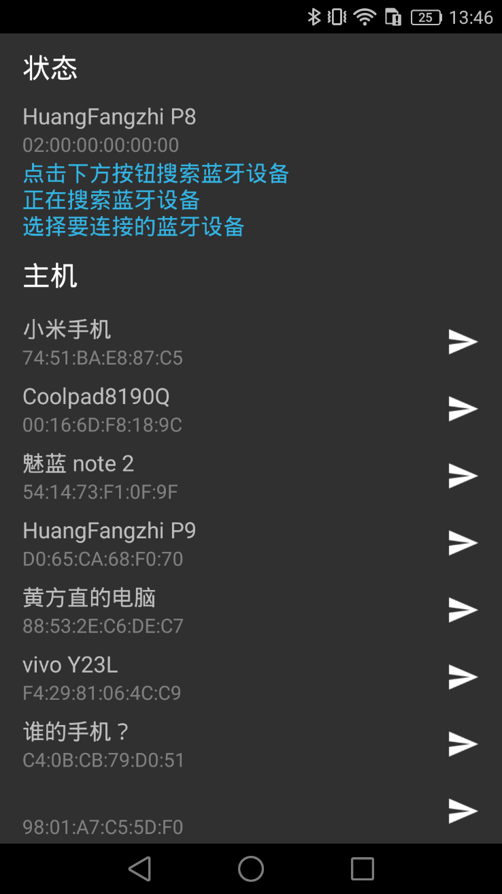 25 13:46
状态
HuangFangzhi P8
02:00:00:00:00:00
点击下方按钮搜索蓝牙设备
正在搜索蓝牙设备
选择要连接的蓝牙设备
主机
小米手机
74:51:BA:E8:87:C5
Coolpad8190Q
00:16:6D:F8:18:9C
魅蓝 note 2
54:14:73:F1:0F:9F
HuangFangzhi P9
D0:65:CA:68:F0:70
黄方直的电脑
88:53:2E:C6:DE:C7
vivo Y23L
F4:29:81:06:4C:C9
谁的手机？
C4:0B:CB:79:D0:51
98:01:A7:C5:5D:F0